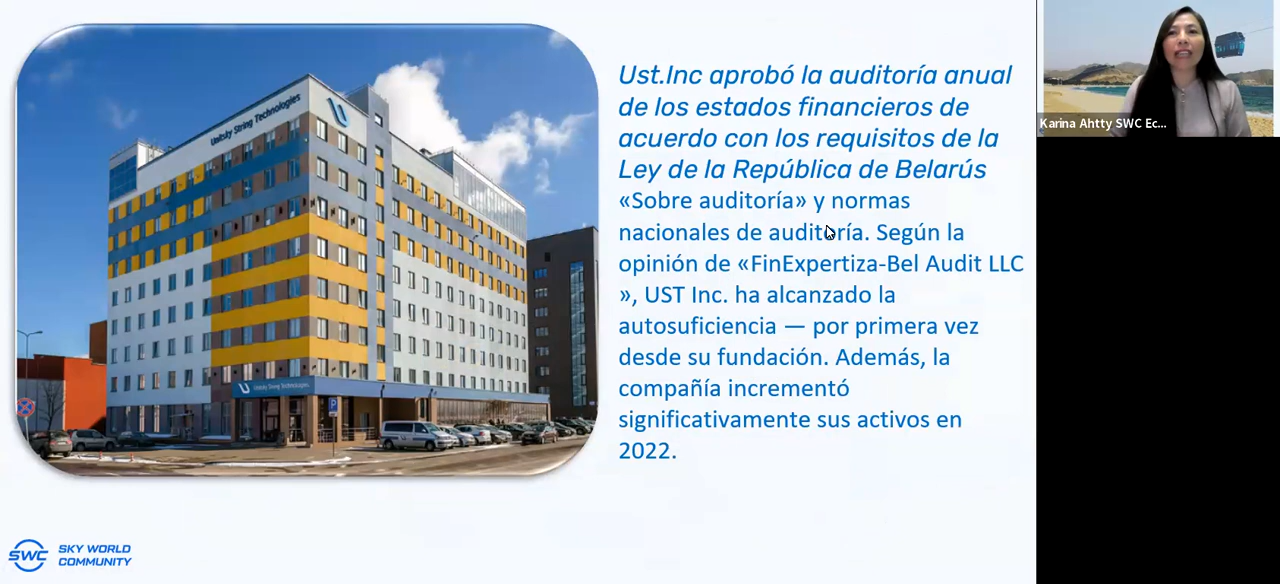 Unitsky String Technologies
Unitsky String Technologies
Ust.Inc aprobó la auditoría anual
de los estados financieros de
acuerdo con los requisitos de la
Ley de la República de Belarús
«Sobre auditoría» y normas
nacionales de auditoría. Según la
opinión de «FinExpertiza-Bel Audit LLC
», UST Inc. ha alcanzado la
autosuficiencia — por primera vez
desde su fundación. Además, la
compañía incrementó
significativamente sus activos en
2022.
SWC SKY WORLD
COMMUNITY
Karina Ahtty SWC Ec...